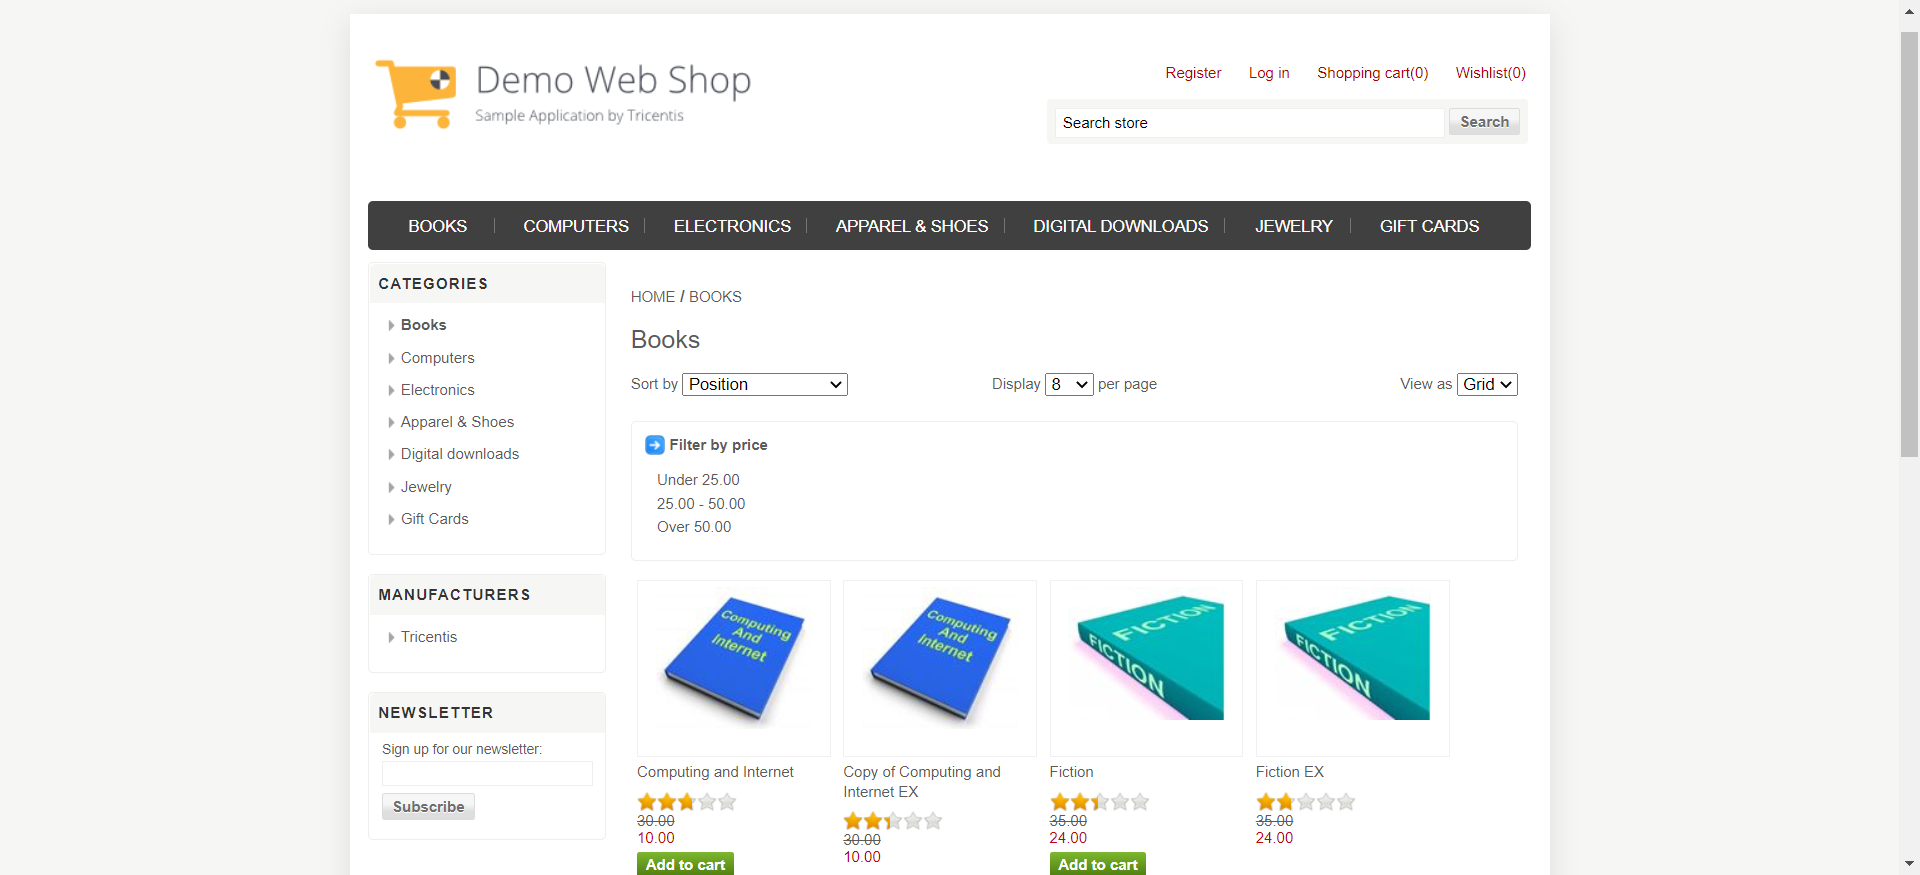 Demo Web Shop
Sample Application by Tricentis
Register Log in Shopping cart(0) Wishlist(0)
Search store Search
BOOKS COMPUTERS ELECTRONICS APPAREL & SHOES DIGITAL DOWNLOADS JEWELRY GIFT CARDS
CATEGORIES
Books
Computers
Electronics
Apparel & Shoes
Digital downloads
Jewelry
Gift Cards
MANUFACTURERS
Tricentis
NEWSLETTER
Sign up for our newsletter:
Subscribe
HOME / BOOKS
Books
Sort by Position Display 8 per page View as Grid
Filter by price
Under 25.00
25.00 - 50.00
Over 50.00
Computing
And
Internet
Computing
And
Internet
FICTION
FICTION
FICTION
FICTION
Computing and Internet
30.00
10.00
Add to cart
Copy of Computing and
Internet EX
30.00
10.00
Fiction
35.00
24.00
Add to cart
Fiction EX
35.00
24.00